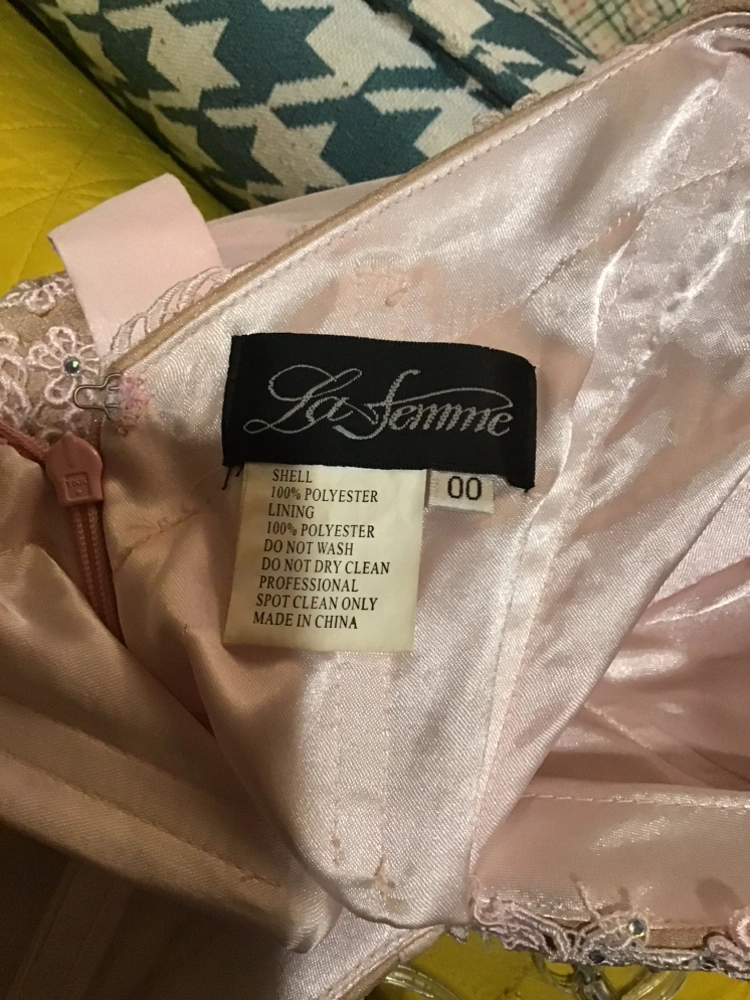 La Femme
00
SHELL
100% POLYESTER
LINING
100% POLYESTER
DO NOT WASH
DO NOT DRY CLEAN
PROFESSIONAL
SPOT CLEAN ONLY
MADE IN CHINA